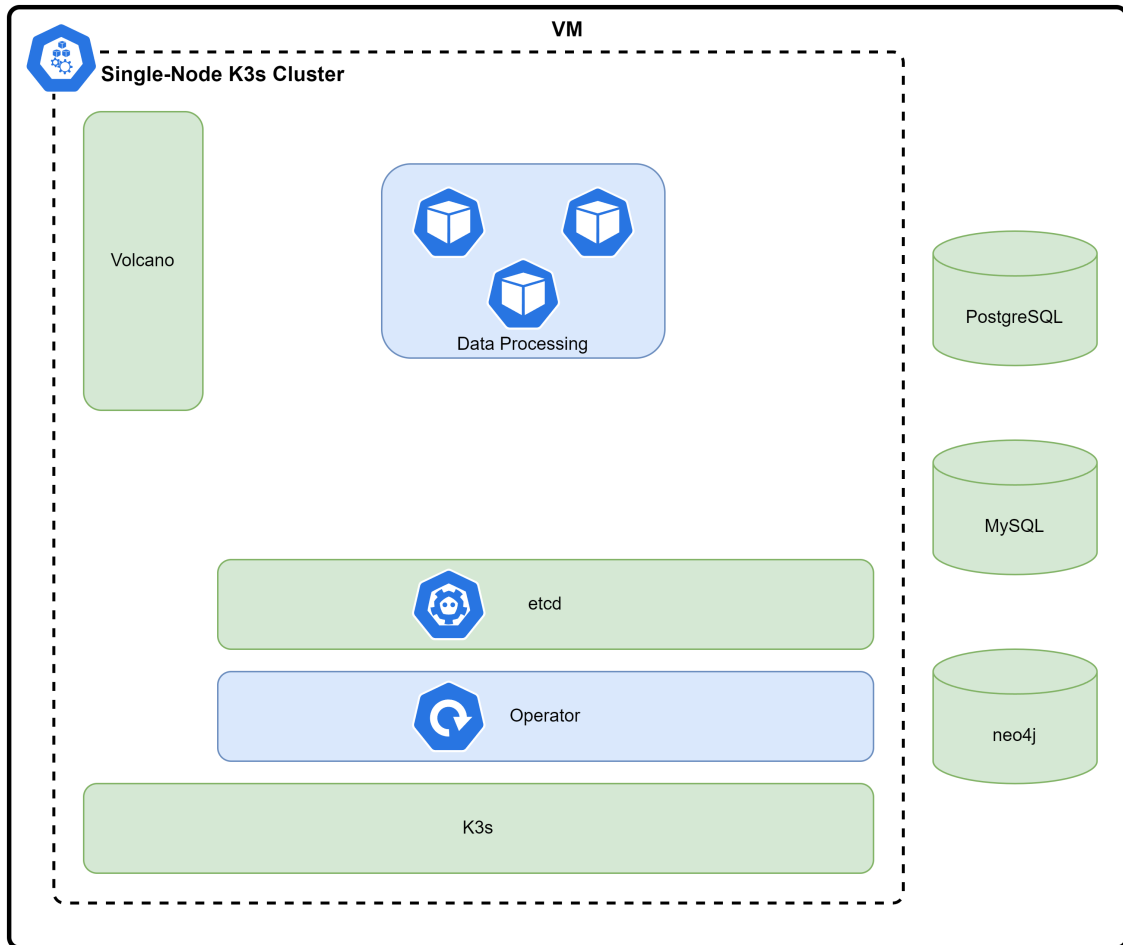 VM
Single-Node K3s Cluster
Volcano
Data Processing
PostgreSQL
MySQL
etcd
Operator
neo4j
K3s